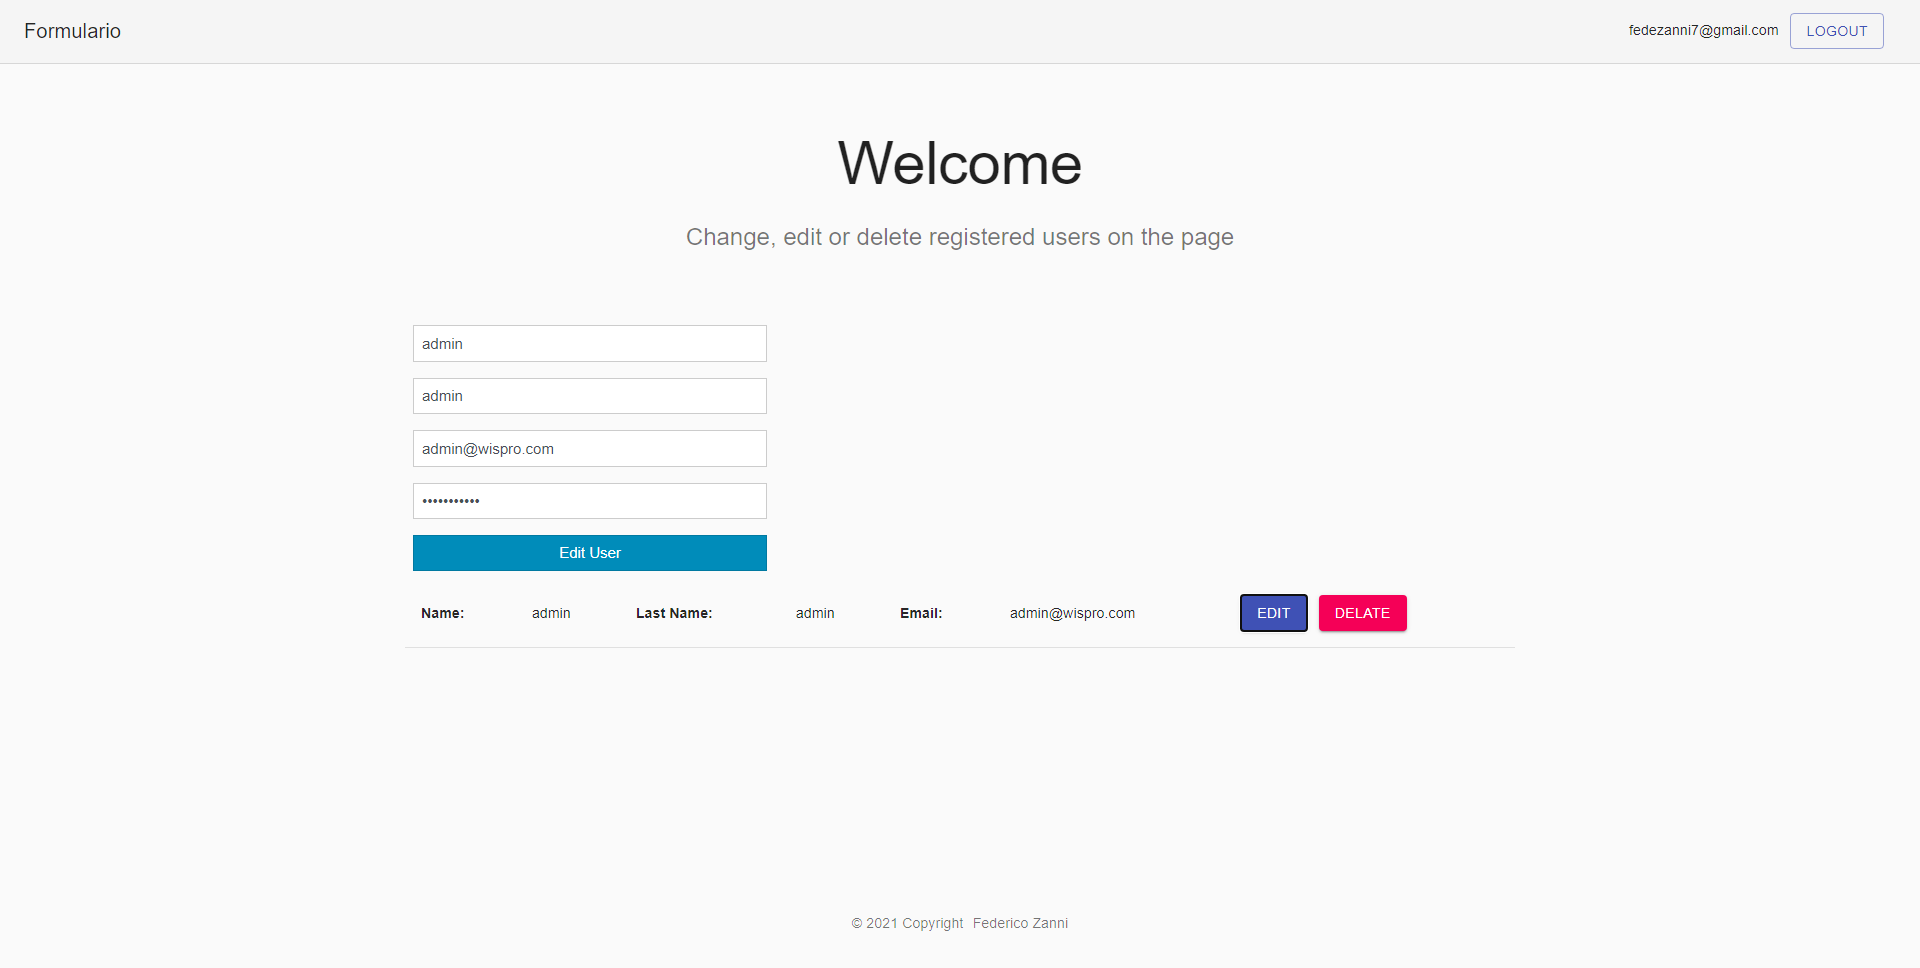 Formulario
fedezanni7@gmail.com LOGOUT
Welcome
Change, edit or delete registered users on the page
admin
admin
admin@wispro.com
•••••••••••
Edit User
Name: admin Last Name: admin Email: admin@wispro.com EDIT DELATE
© 2021 Copyright Federico Zanni